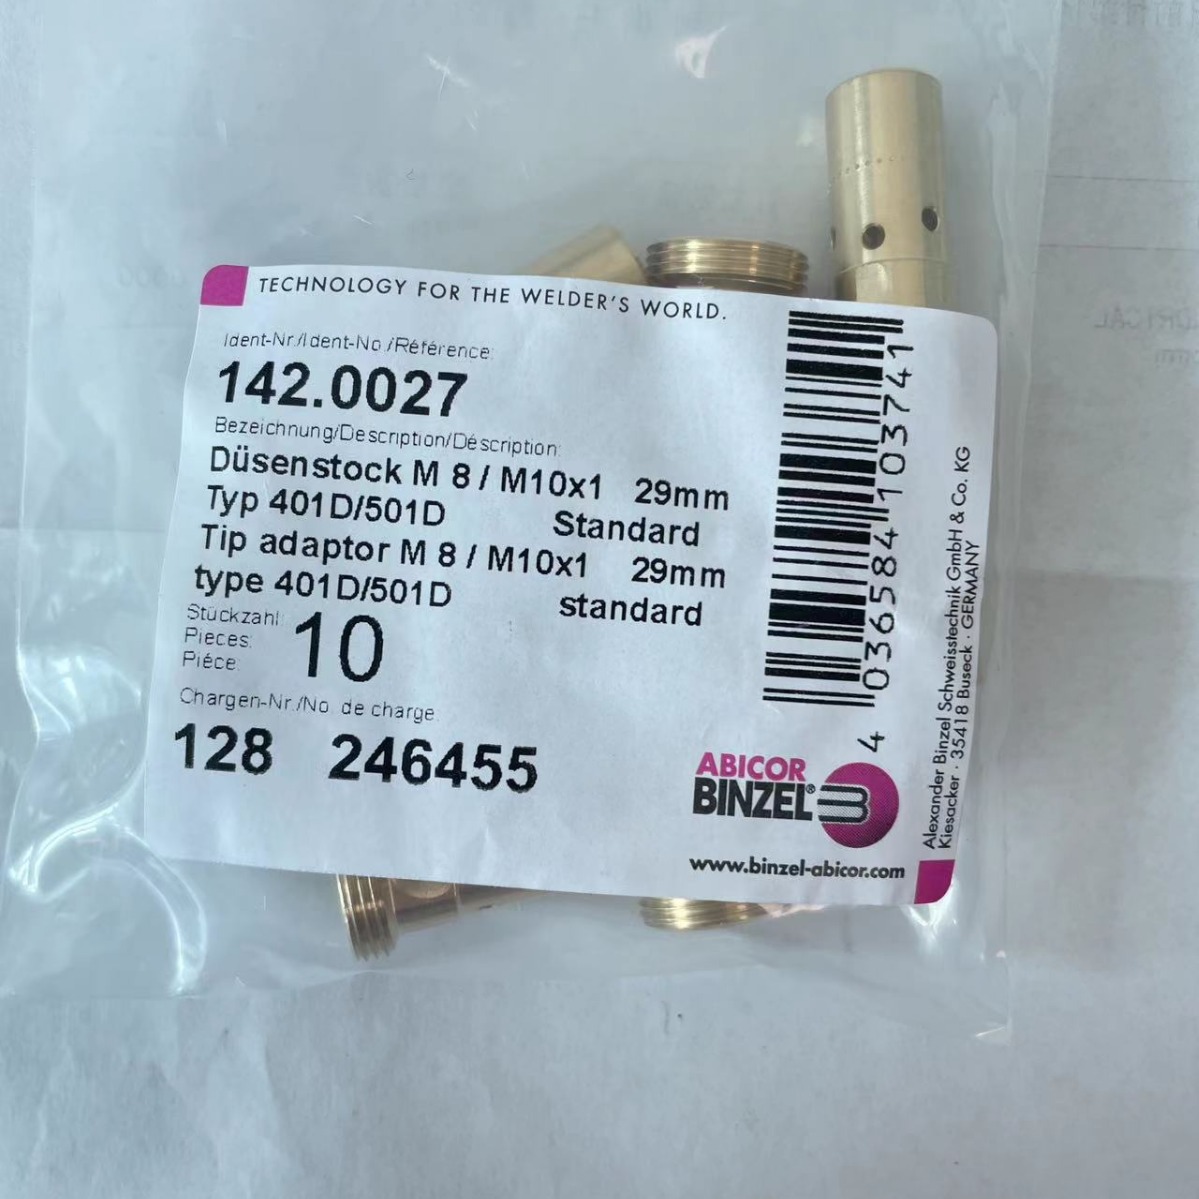 TECHNOLOGY FOR THE WELDER'S WORLD.
Ident-Nr./Ident-No./Référence:
142.0027
Bezeichnung/Description/Déscription:
Düsenstock M 8 / M10x1 29mm
Typ 401D/501D Standard
Tip adaptor M 8 / M10x1 29mm
type 401D/501D standard
Stückzahl:
Pieces:
Piéce:
10
Chargen-Nr./No. de charge:
128 246455
4 036584 103741
ABICOR
BINZEL®
www.binzel-abicor.com
Alexander Binzel Schweisstechnik GmbH & Co. KG
Kiesacker · 35418 Buseck · GERMANY